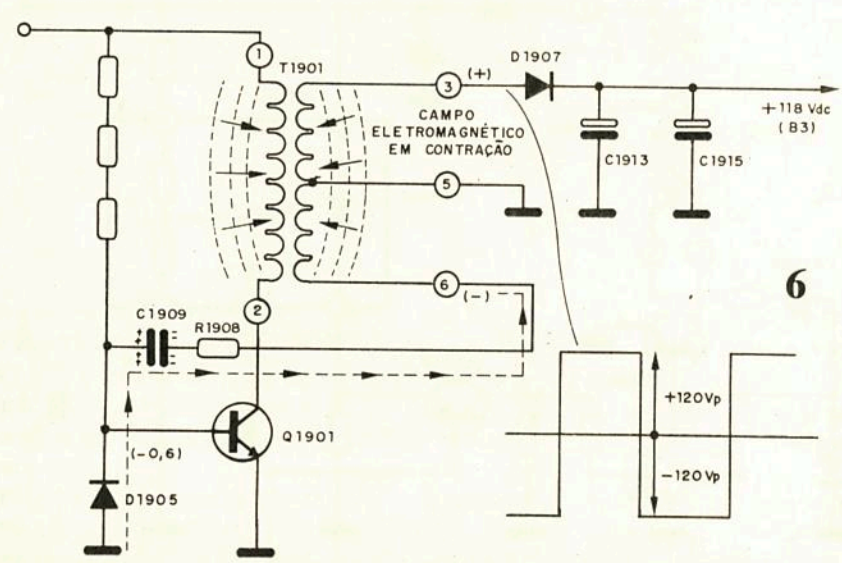 1
T1901
3
(+)
D1907
+118 Vdc
(B3)
CAMPO
ELETROMAGNÉTICO
EM CONTRAÇÃO
C1913
C1915
5
6
(-)
6
2
C1909
R1908
Q1901
(-0,6)
D1905
+120Vp
-120Vp